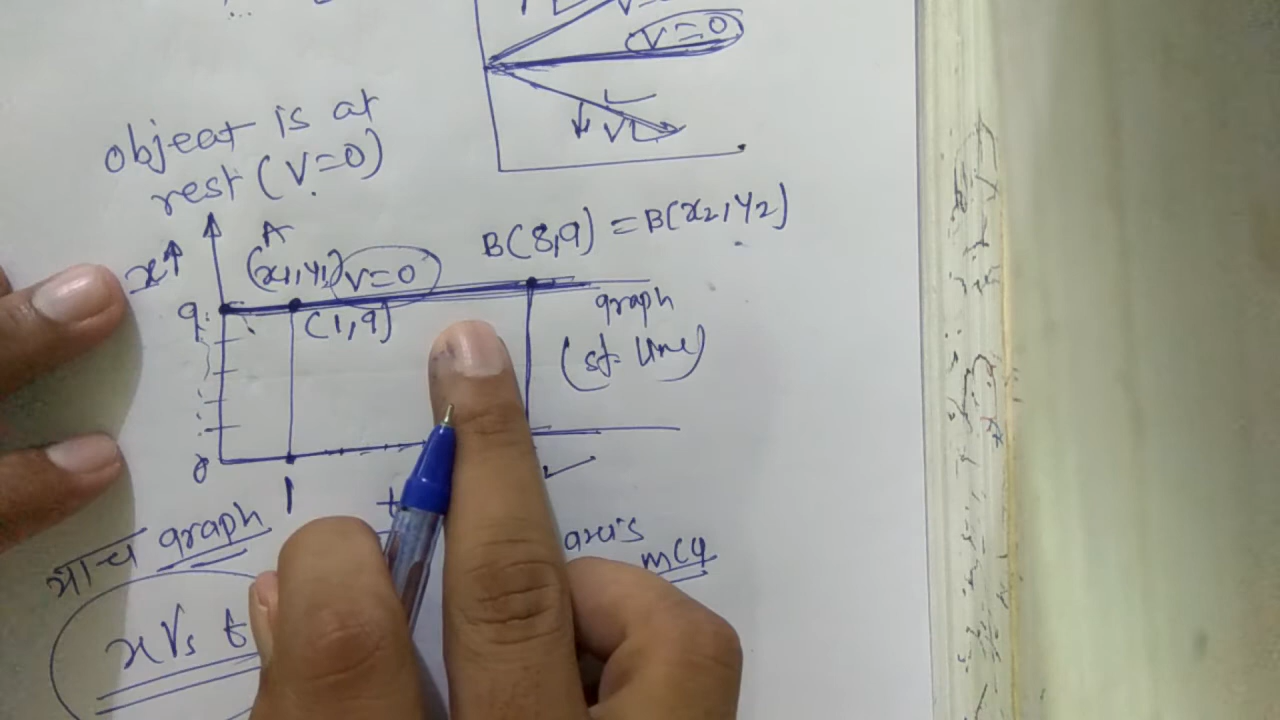 V=0
object is at
rest (V=0)
A
B(8,9) = B(x2,y2)
x↑
(x1,y1) V=0
9
(1,9)
graph
(st line)
0
1
t
graph
axis
mcq
x Vs t